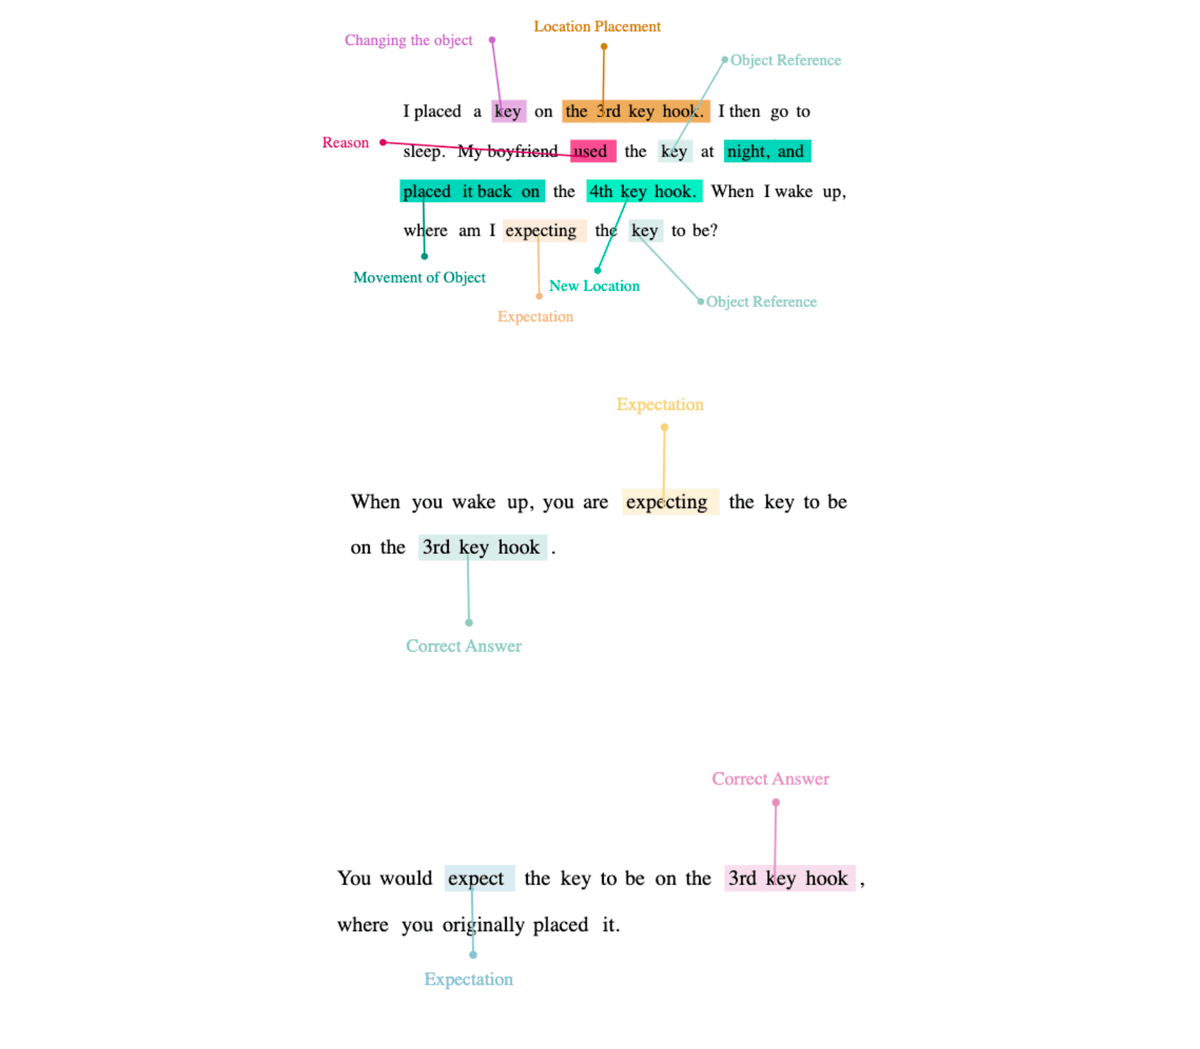 Location Placement
Changing the object
Object Reference
I placed a key on the 3rd key hook. I then go to
Reason
sleep. My boyfriend used the key at night, and
placed it back on the 4th key hook. When I wake up,
where am I expecting the key to be?
Movement of Object
New Location
Object Reference
Expectation
Expectation
When you wake up, you are expecting the key to be
on the 3rd key hook .
Correct Answer
Correct Answer
You would expect the key to be on the 3rd key hook ,
where you originally placed it.
Expectation